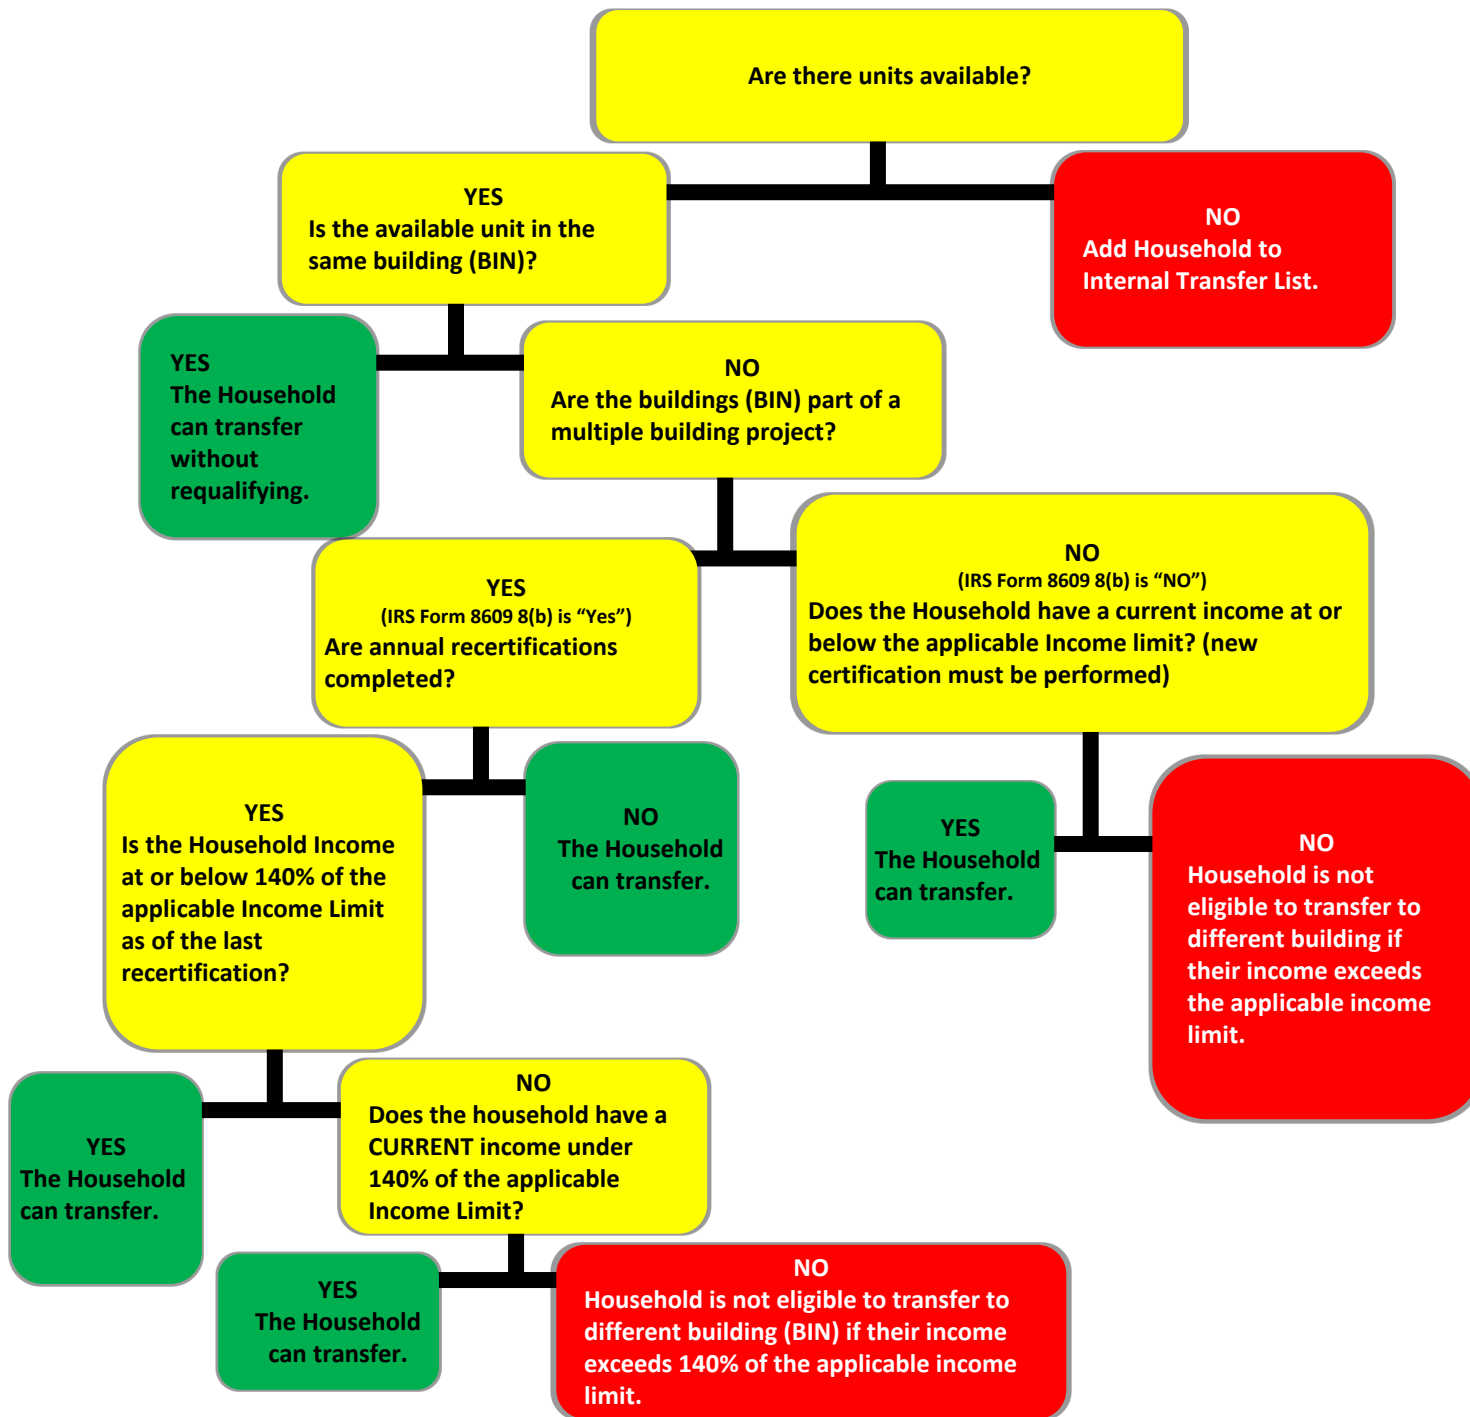 Are there units available?
YES
Is the available unit in the
same building (BIN)?
NO
Add Household to
Internal Transfer List.
YES
The Household
can transfer
without
requalifying.
NO
Are the buildings (BIN) part of a
multiple building project?
YES
(IRS Form 8609 8(b) is “Yes”)
Are annual recertifications
completed?
NO
(IRS Form 8609 8(b) is “NO”)
Does the Household have a current income at or
below the applicable Income limit? (new
certification must be performed)
YES
Is the Household Income
at or below 140% of the
applicable Income Limit
as of the last
recertification?
NO
The Household
can transfer.
YES
The Household
can transfer.
NO
Household is not
eligible to transfer to
different building if
their income exceeds
the applicable income
limit.
YES
The Household
can transfer.
NO
Does the household have a
CURRENT income under
140% of the applicable
Income Limit?
YES
The Household
can transfer.
NO
Household is not eligible to transfer to
different building (BIN) if their income
exceeds 140% of the applicable income
limit.